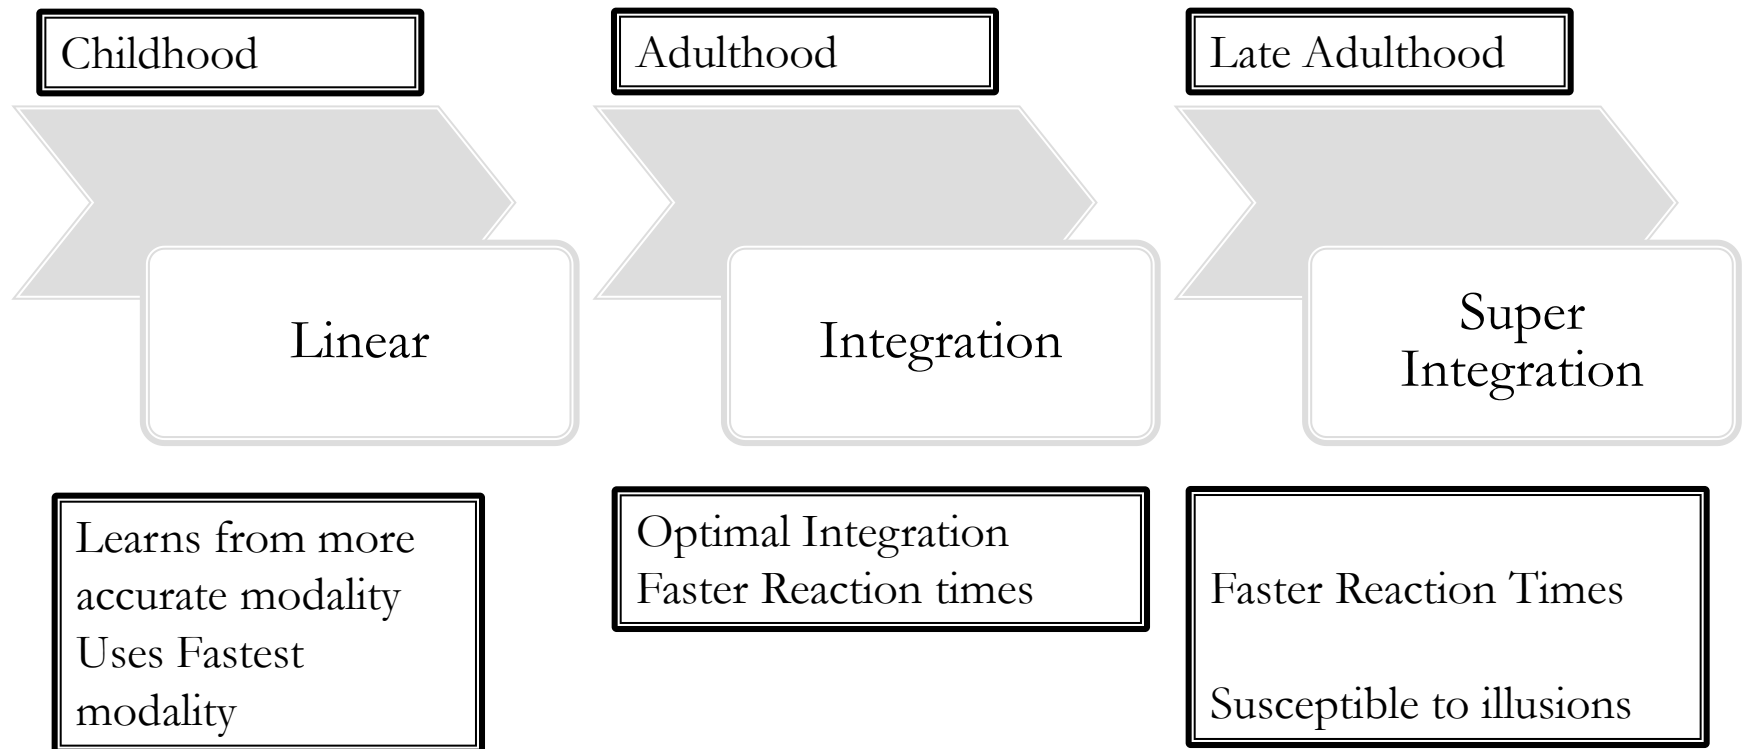 Childhood
Adulthood
Late Adulthood
Linear
Integration
Super
Integration
Learns from more
accurate modality
Uses Fastest
modality
Optimal Integration
Faster Reaction times
Faster Reaction Times
Susceptible to illusions